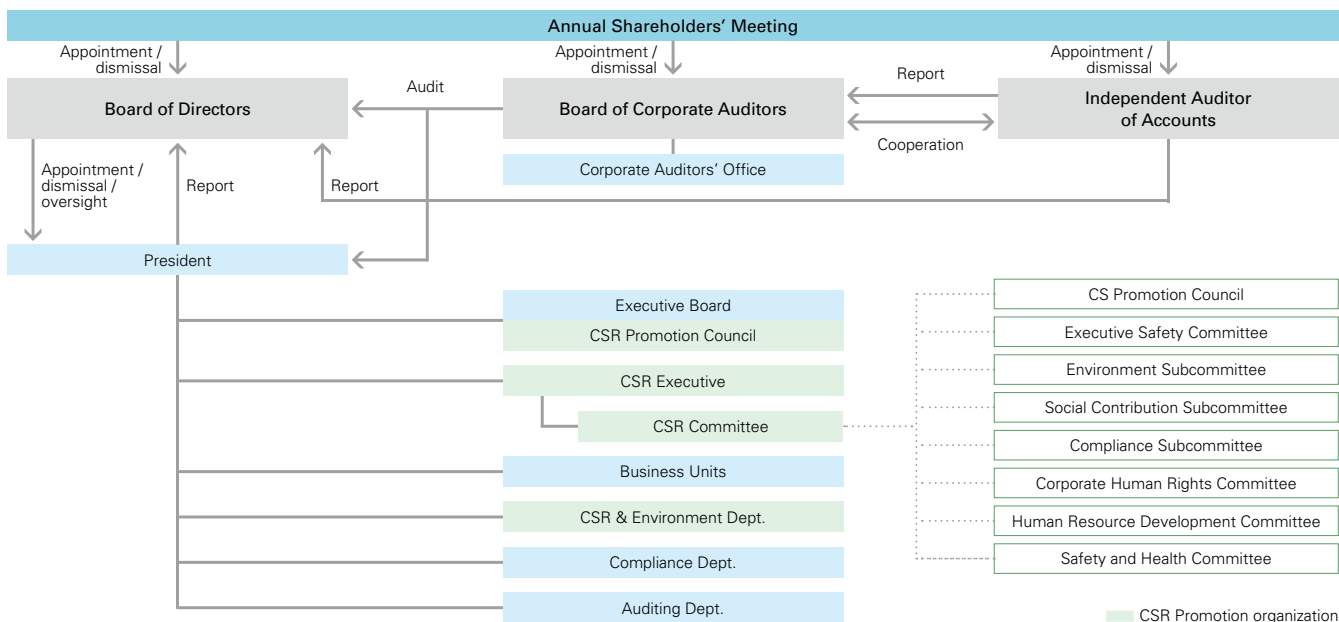 Annual Shareholders' Meeting
Appointment /
dismissal
Appointment /
dismissal
Appointment /
dismissal
Board of Directors
Audit
Board of Corporate Auditors
Report
Cooperation
Independent Auditor
of Accounts
Corporate Auditors' Office
Appointment /
dismissal /
oversight
Report
Report
President
Executive Board
CSR Promotion Council
CSR Executive
CSR Committee
Business Units
CSR & Environment Dept.
Compliance Dept.
Auditing Dept.
CS Promotion Council
Executive Safety Committee
Environment Subcommittee
Social Contribution Subcommittee
Compliance Subcommittee
Corporate Human Rights Committee
Human Resource Development Committee
Safety and Health Committee
CSR Promotion organization